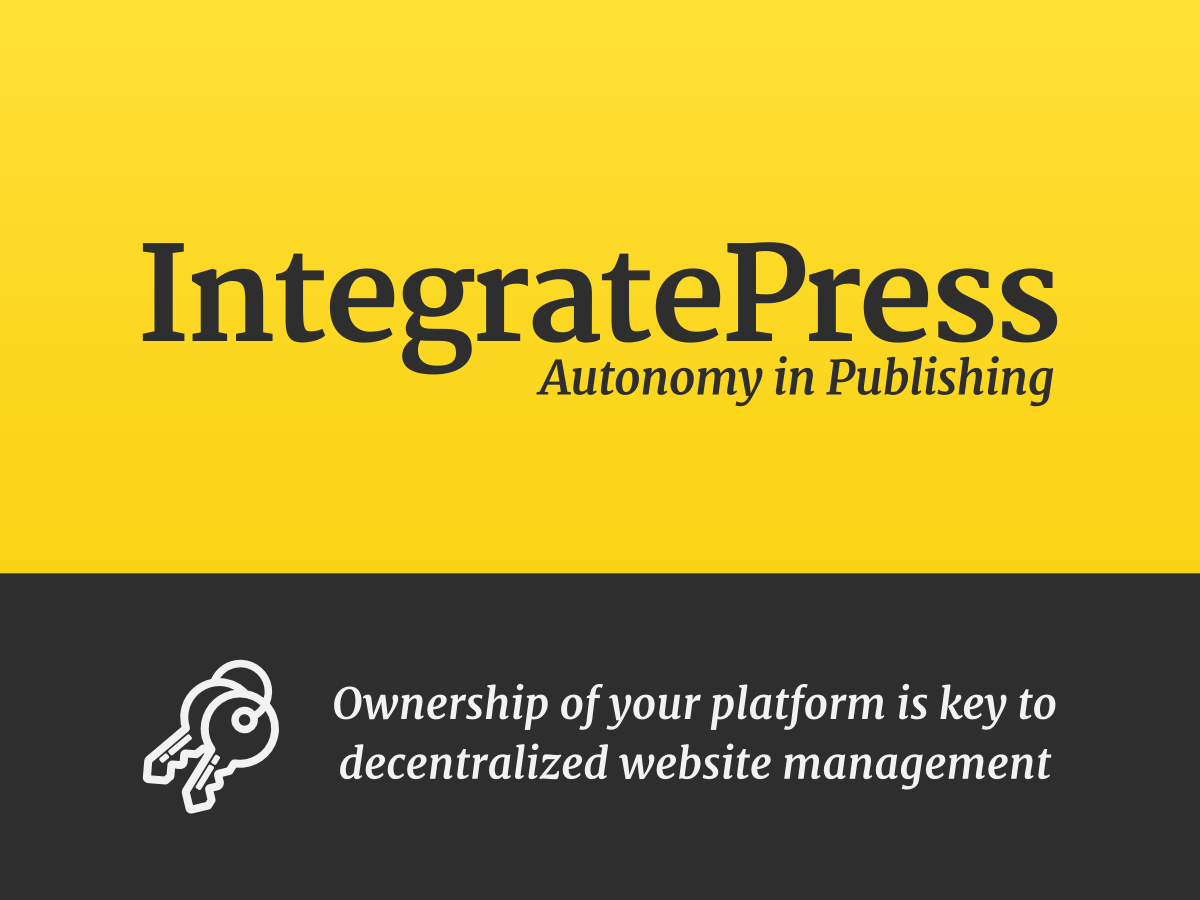 IntegratePress
Autonomy in Publishing
Ownership of your platform is key to
decentralized website management